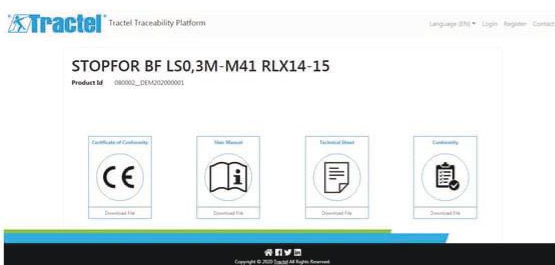 Tractel Tractel Traceability Platform
Language (EN) Login Register Contact
STOPFOR BF LS0,3M-M41 RLX14-15
Product Id 080002__DEM202000001
Certificate of Conformity User Manual Technical Sheet Conformity
CE i
Download File Download File Download File Download File
Copyright © 2020 Tractel All Rights Reserved